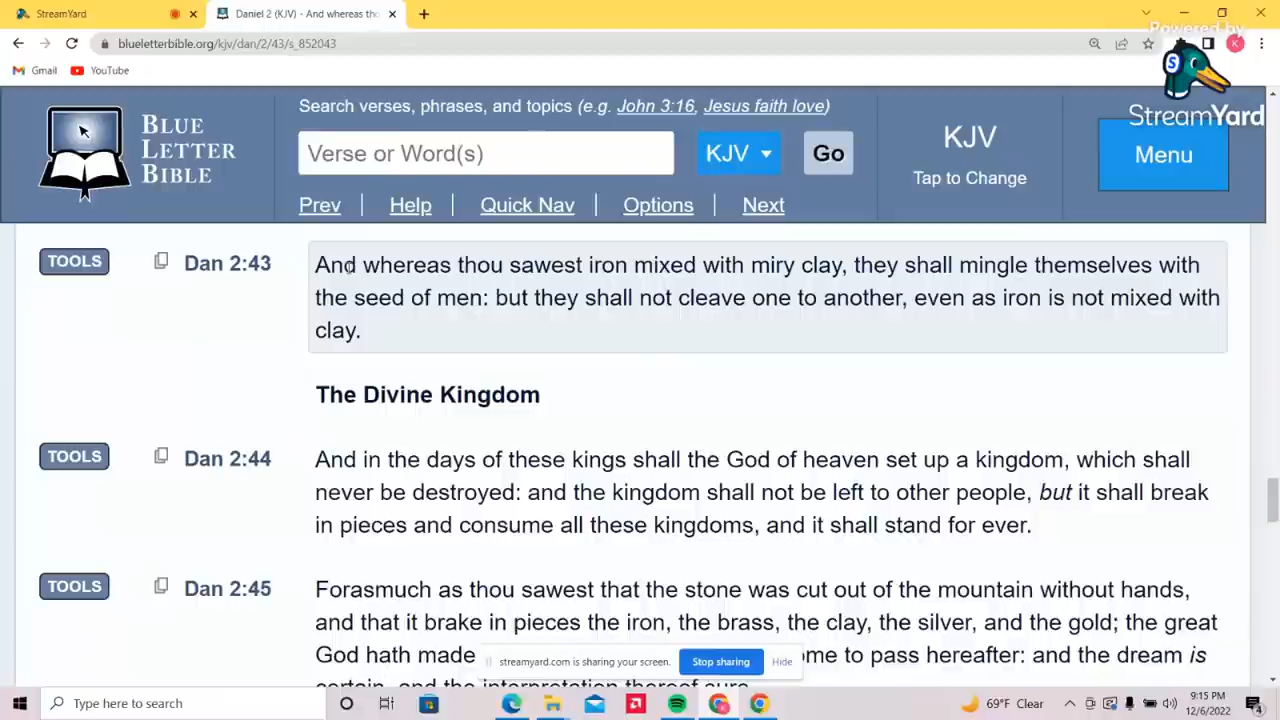 StreamYard
Daniel 2 (KJV) - And whereas tho
blueletterbible.org/kjv/dan/2/43/s_852043
Gmail
YouTube
Powered by
StreamYard
BLUE
LETTER
BIBLE
Search verses, phrases, and topics (e.g. John 3:16, Jesus faith love)
Verse or Word(s)
KJV
Go
Prev | Help | Quick Nav | Options | Next
KJV
Tap to Change
Menu
TOOLS Dan 2:43 And whereas thou sawest iron mixed with miry clay, they shall mingle themselves with
the seed of men: but they shall not cleave one to another, even as iron is not mixed with
clay.
The Divine Kingdom
TOOLS Dan 2:44 And in the days of these kings shall the God of heaven set up a kingdom, which shall
never be destroyed: and the kingdom shall not be left to other people, but it shall break
in pieces and consume all these kingdoms, and it shall stand for ever.
TOOLS Dan 2:45 Forasmuch as thou sawest that the stone was cut out of the mountain without hands,
and that it brake in pieces the iron, the brass, the clay, the silver, and the gold; the great
God hath made ome to pass hereafter: and the dream is
certain, and the interpretation thereof sure.
streamyard.com is sharing your screen. Stop sharing Hide
Type here to search
69°F Clear
9:15 PM
12/6/2022
4